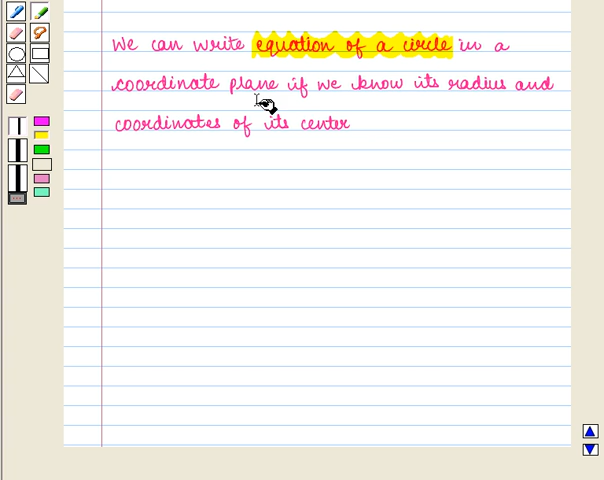 We can write equation of a circle in a
coordinate plane if we know its radius and
coordinates of its center